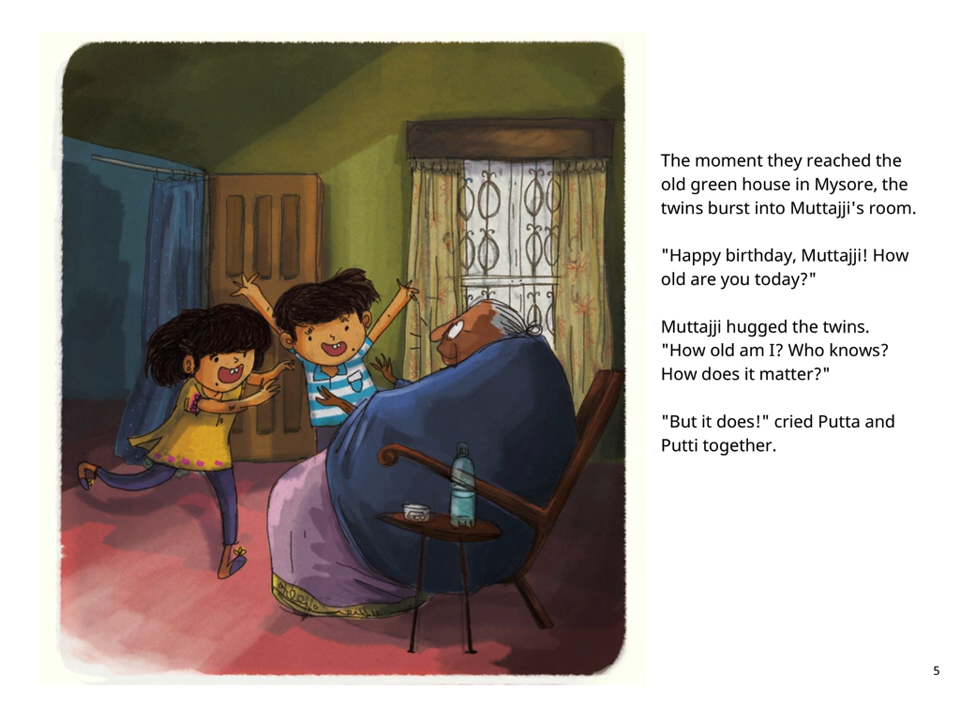 The moment they reached the
old green house in Mysore, the
twins burst into Muttajji's room.
"Happy birthday, Muttajji! How
old are you today?"
Muttajji hugged the twins.
"How old am I? Who knows?
How does it matter?"
"But it does!" cried Putta and
Putti together.
5